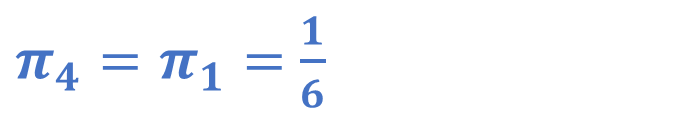 π₄ = π₁ = 1/6